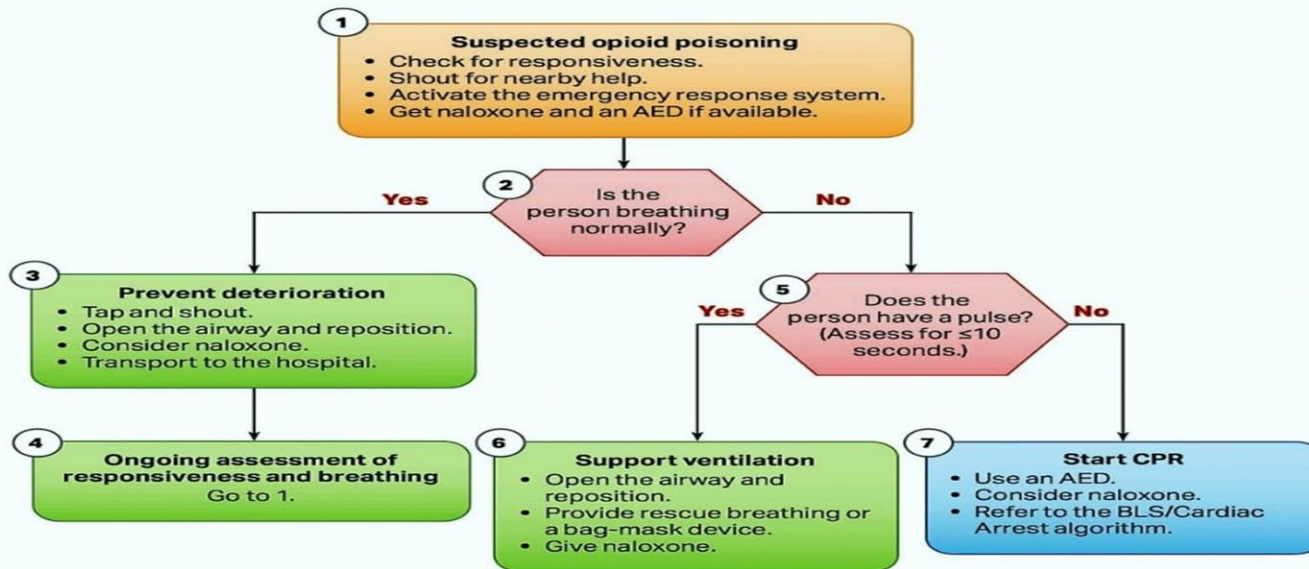 1
Suspected opioid poisoning
• Check for responsiveness.
• Shout for nearby help.
• Activate the emergency response system.
• Get naloxone and an AED if available.
2
Is the
person breathing
normally?
Yes
No
3
Prevent deterioration
• Tap and shout.
• Open the airway and reposition.
• Consider naloxone.
• Transport to the hospital.
4
Ongoing assessment of
responsiveness and breathing
Go to 1.
5
Does the
person have a pulse?
(Assess for ≤10
seconds.)
Yes
No
6
Support ventilation
• Open the airway and
reposition.
• Provide rescue breathing or
a bag-mask device.
• Give naloxone.
7
Start CPR
• Use an AED.
• Consider naloxone.
• Refer to the BLS/Cardiac
Arrest algorithm.